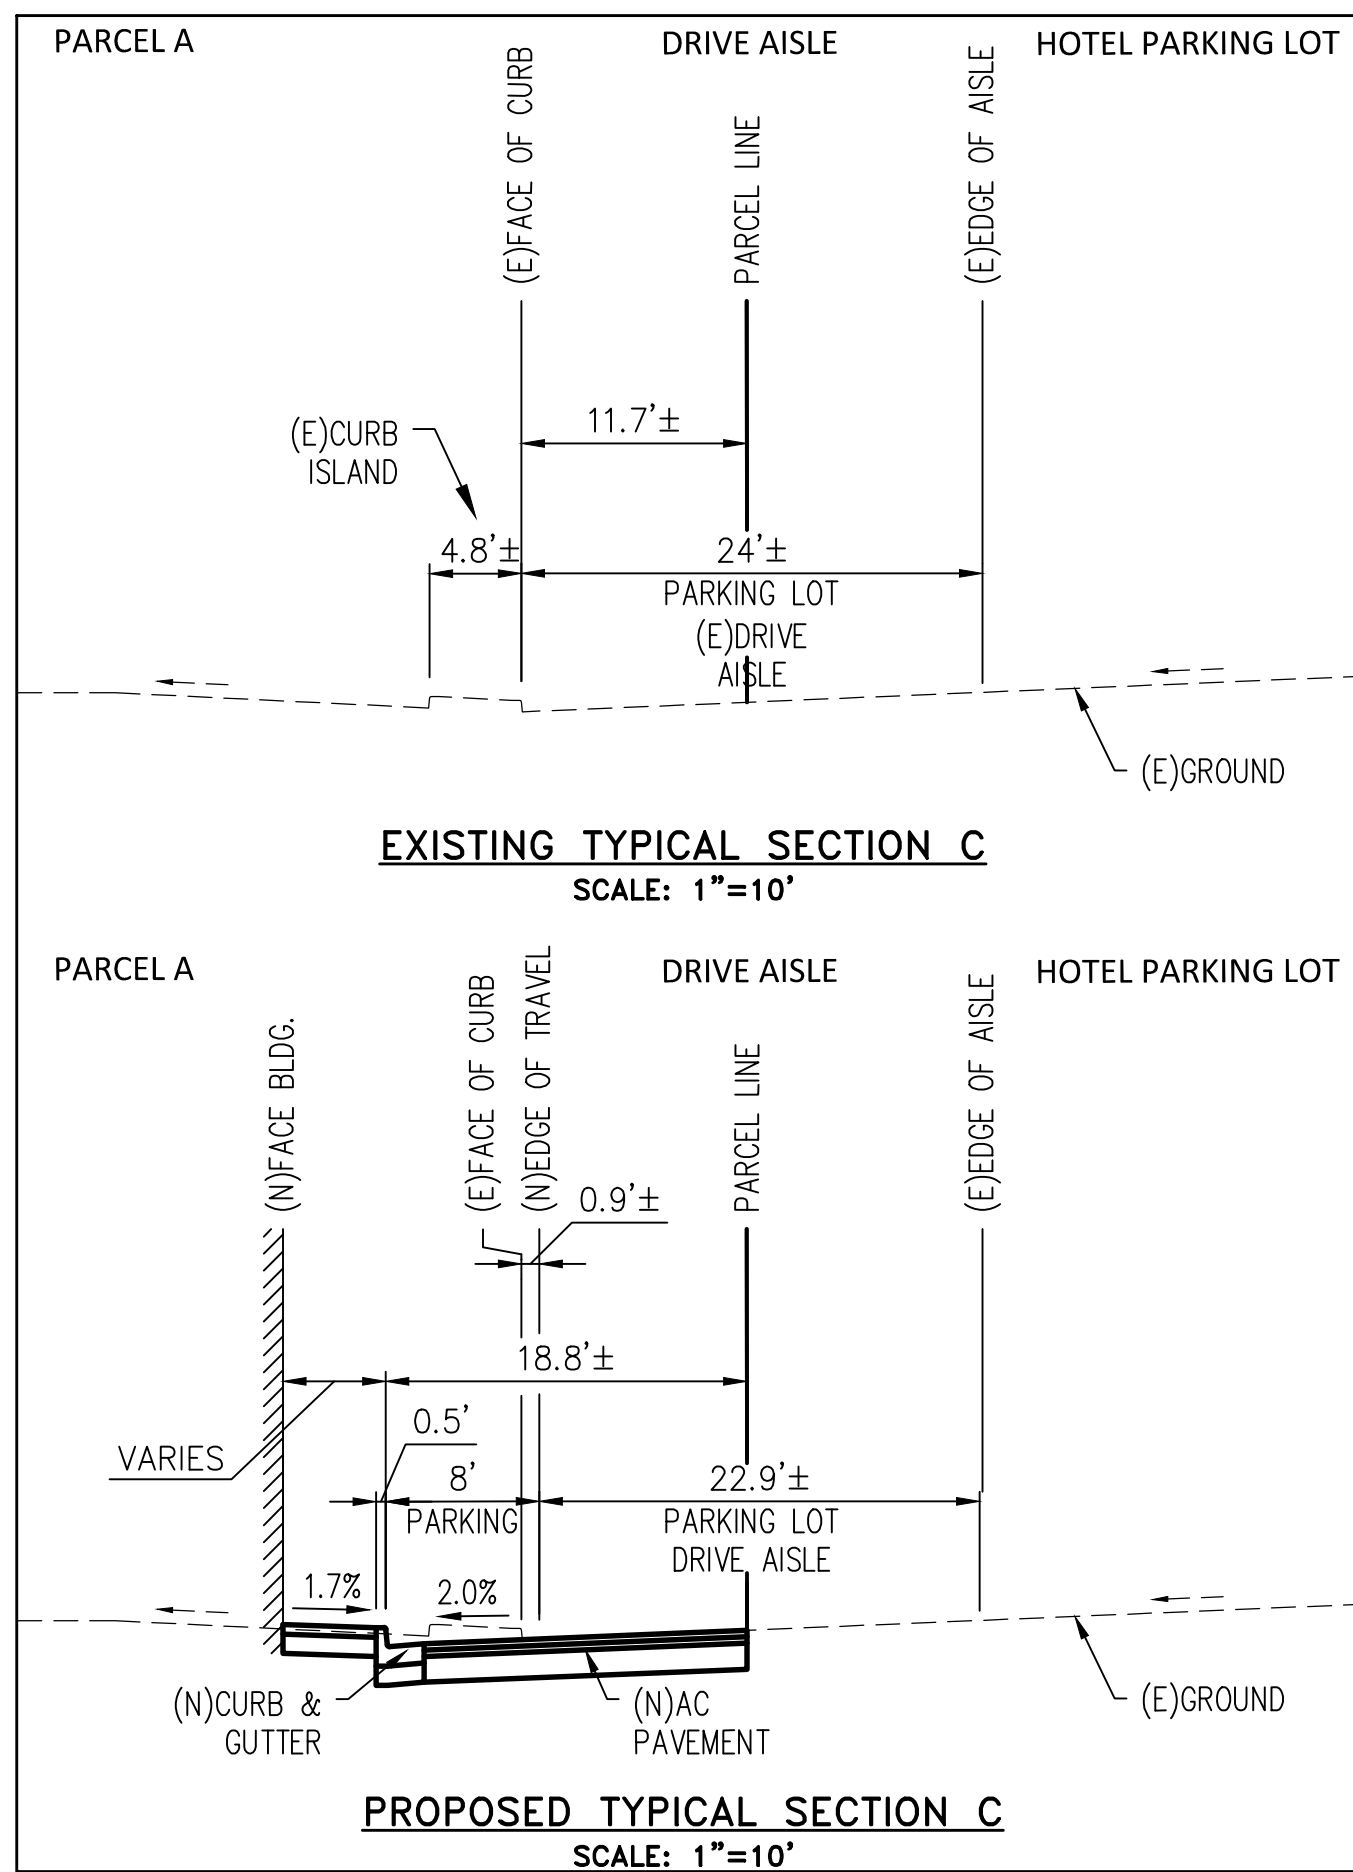 PARCEL A
DRIVE AISLE
HOTEL PARKING LOT
(E)FACE OF CURB
PARCEL LINE
(E)EDGE OF AISLE
11.7'±
(E)CURB
ISLAND
4.8'±
24'±
PARKING LOT
(E)DRIVE
AISLE
(E)GROUND
EXISTING TYPICAL SECTION C
SCALE: 1"=10'
PARCEL A
DRIVE AISLE
HOTEL PARKING LOT
(N)FACE BLDG.
(E)FACE OF CURB
(N)EDGE OF TRAVEL
PARCEL LINE
(E)EDGE OF AISLE
0.9'±
18.8'±
0.5'
VARIES
8'
PARKING
22.9'±
PARKING LOT
DRIVE AISLE
1.7%
2.0%
(N)CURB &
GUTTER
(N)AC
PAVEMENT
(E)GROUND
PROPOSED TYPICAL SECTION C
SCALE: 1"=10'